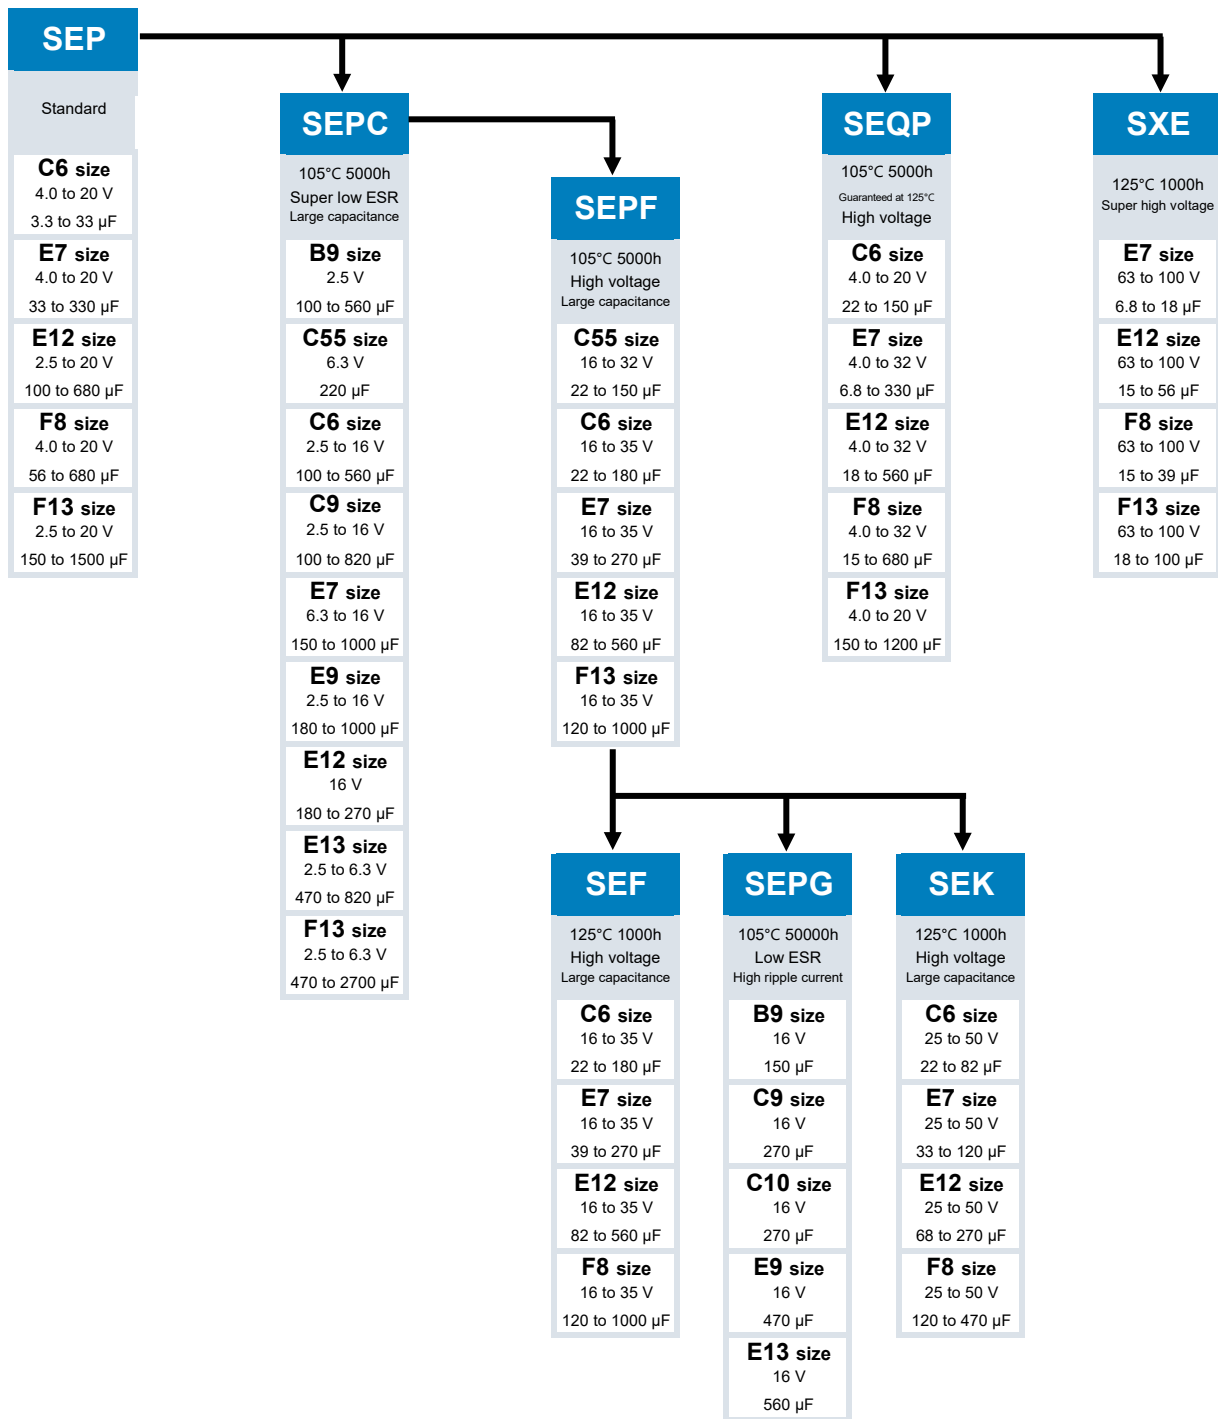 SEP
Standard
C6 size
4.0 to 20 V
3.3 to 33 µF
E7 size
4.0 to 20 V
33 to 330 µF
E12 size
2.5 to 20 V
100 to 680 µF
F8 size
4.0 to 20 V
56 to 680 µF
F13 size
2.5 to 20 V
150 to 1500 µF
SEPC
105℃ 5000h
Super low ESR
Large capacitance
B9 size
2.5 V
100 to 560 µF
C55 size
6.3 V
220 µF
C6 size
2.5 to 16 V
100 to 560 µF
C9 size
2.5 to 16 V
100 to 820 µF
E7 size
6.3 to 16 V
150 to 1000 µF
E9 size
2.5 to 16 V
180 to 1000 µF
E12 size
16 V
180 to 270 µF
E13 size
2.5 to 6.3 V
470 to 820 µF
F13 size
2.5 to 6.3 V
470 to 2700 µF
SEPF
105℃ 5000h
High voltage
Large capacitance
C55 size
16 to 32 V
22 to 150 µF
C6 size
16 to 35 V
22 to 180 µF
E7 size
16 to 35 V
39 to 270 µF
E12 size
16 to 35 V
82 to 560 µF
F13 size
16 to 35 V
120 to 1000 µF
SEQP
105℃ 5000h
Guaranteed at 125℃
High voltage
C6 size
4.0 to 20 V
22 to 150 µF
E7 size
4.0 to 32 V
6.8 to 330 µF
E12 size
4.0 to 32 V
18 to 560 µF
F8 size
4.0 to 32 V
15 to 680 µF
F13 size
4.0 to 20 V
150 to 1200 µF
SXE
125℃ 1000h
Super high voltage
E7 size
63 to 100 V
6.8 to 18 µF
E12 size
63 to 100 V
15 to 56 µF
F8 size
63 to 100 V
15 to 39 µF
F13 size
63 to 100 V
18 to 100 µF
SEF
125℃ 1000h
High voltage
Large capacitance
C6 size
16 to 35 V
22 to 180 µF
E7 size
16 to 35 V
39 to 270 µF
E12 size
16 to 35 V
82 to 560 µF
F8 size
16 to 35 V
120 to 1000 µF
SEPG
105℃ 50000h
Low ESR
High ripple current
B9 size
16 V
150 µF
C9 size
16 V
270 µF
C10 size
16 V
270 µF
E9 size
16 V
470 µF
E13 size
16 V
560 µF
SEK
125℃ 1000h
High voltage
Large capacitance
C6 size
25 to 50 V
22 to 82 µF
E7 size
25 to 50 V
33 to 120 µF
E12 size
25 to 50 V
68 to 270 µF
F8 size
25 to 50 V
120 to 470 µF